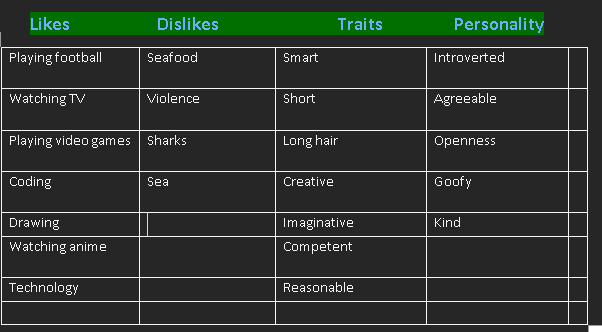 Likes Dislikes Traits Personality
Playing football Seafood Smart Introverted
Watching TV Violence Short Agreeable
Playing video games Sharks Long hair Openness
Coding Sea Creative Goofy
Drawing Imaginative Kind
Watching anime Competent
Technology Reasonable